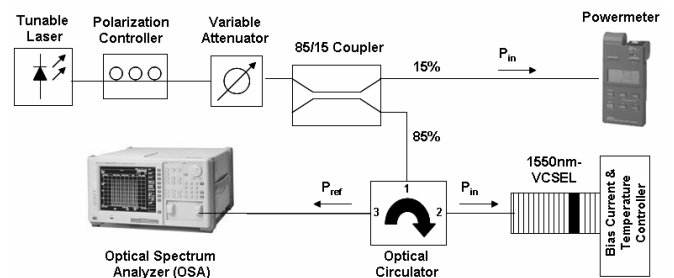 Tunable
Laser
Polarization
Controller
Variable
Attenuator
85/15 Coupler
Powermeter
15%
Pin
85%
1550nm-
VCSEL
Pref
1
Pin
3
2
Bias Current &
Temperature
Controller
Optical Spectrum
Analyzer (OSA)
Optical
Circulator